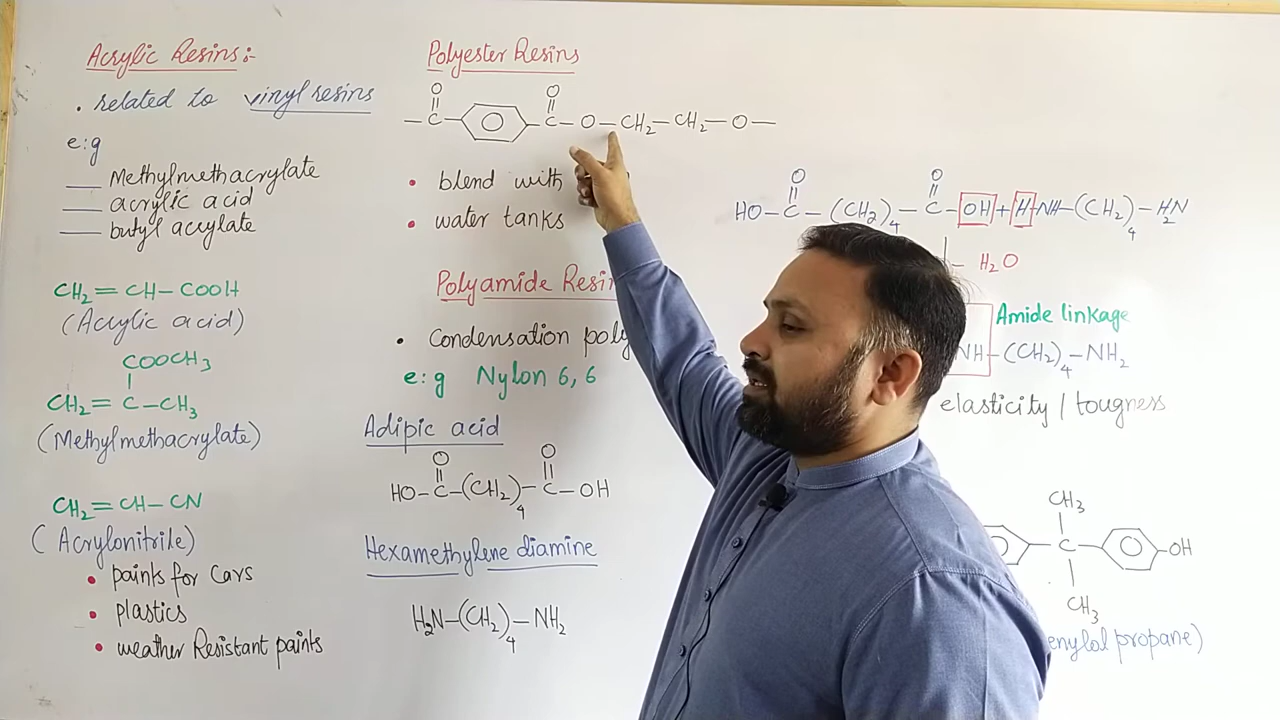 Acrylic Resins:-
. related to vinyl resins
e:g
Methylmethacrylate
acrylic acid
butyl acrylate
CH2=CH-COOH
(Acrylic acid)
COOCH3
CH2=C-CH3
(Methylmethacrylate)
CH2=CH-CN
(Acrylonitrile)
• paints for Cars
• plastics
• weather Resistant paints
Polyester Resins
O O
-C- -C-O-CH2-CH2-O-
• blend with
• water tanks
Polyamide Resin
• Condensation poly
e:g Nylon 6,6
Adipic acid
O O
HO-C-(CH2)4-C-OH
Hexamethylene diamine
H2N-(CH2)4-NH2
O O
HO-C-(CH2)4-C-OH+H-NH-(CH2)4-H2N
- H2O
Amide linkage
NH-(CH2)4-NH2
elasticity / tougness
CH3
-C- -OH
CH3
enylol propane)